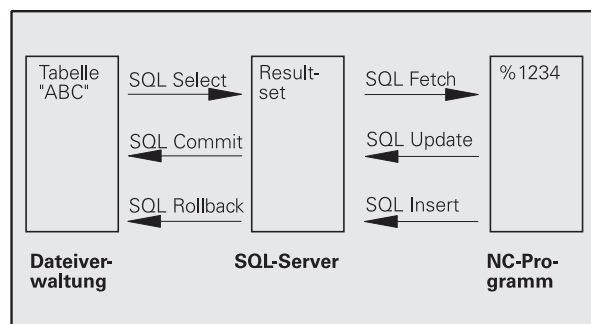 Tabelle
"ABC"
SQL Select
Result-
set
SQL Fetch
%1234
SQL Commit
SQL Update
SQL Rollback
SQL Insert
Dateiver-
waltung
SQL-Server
NC-Pro-
gramm